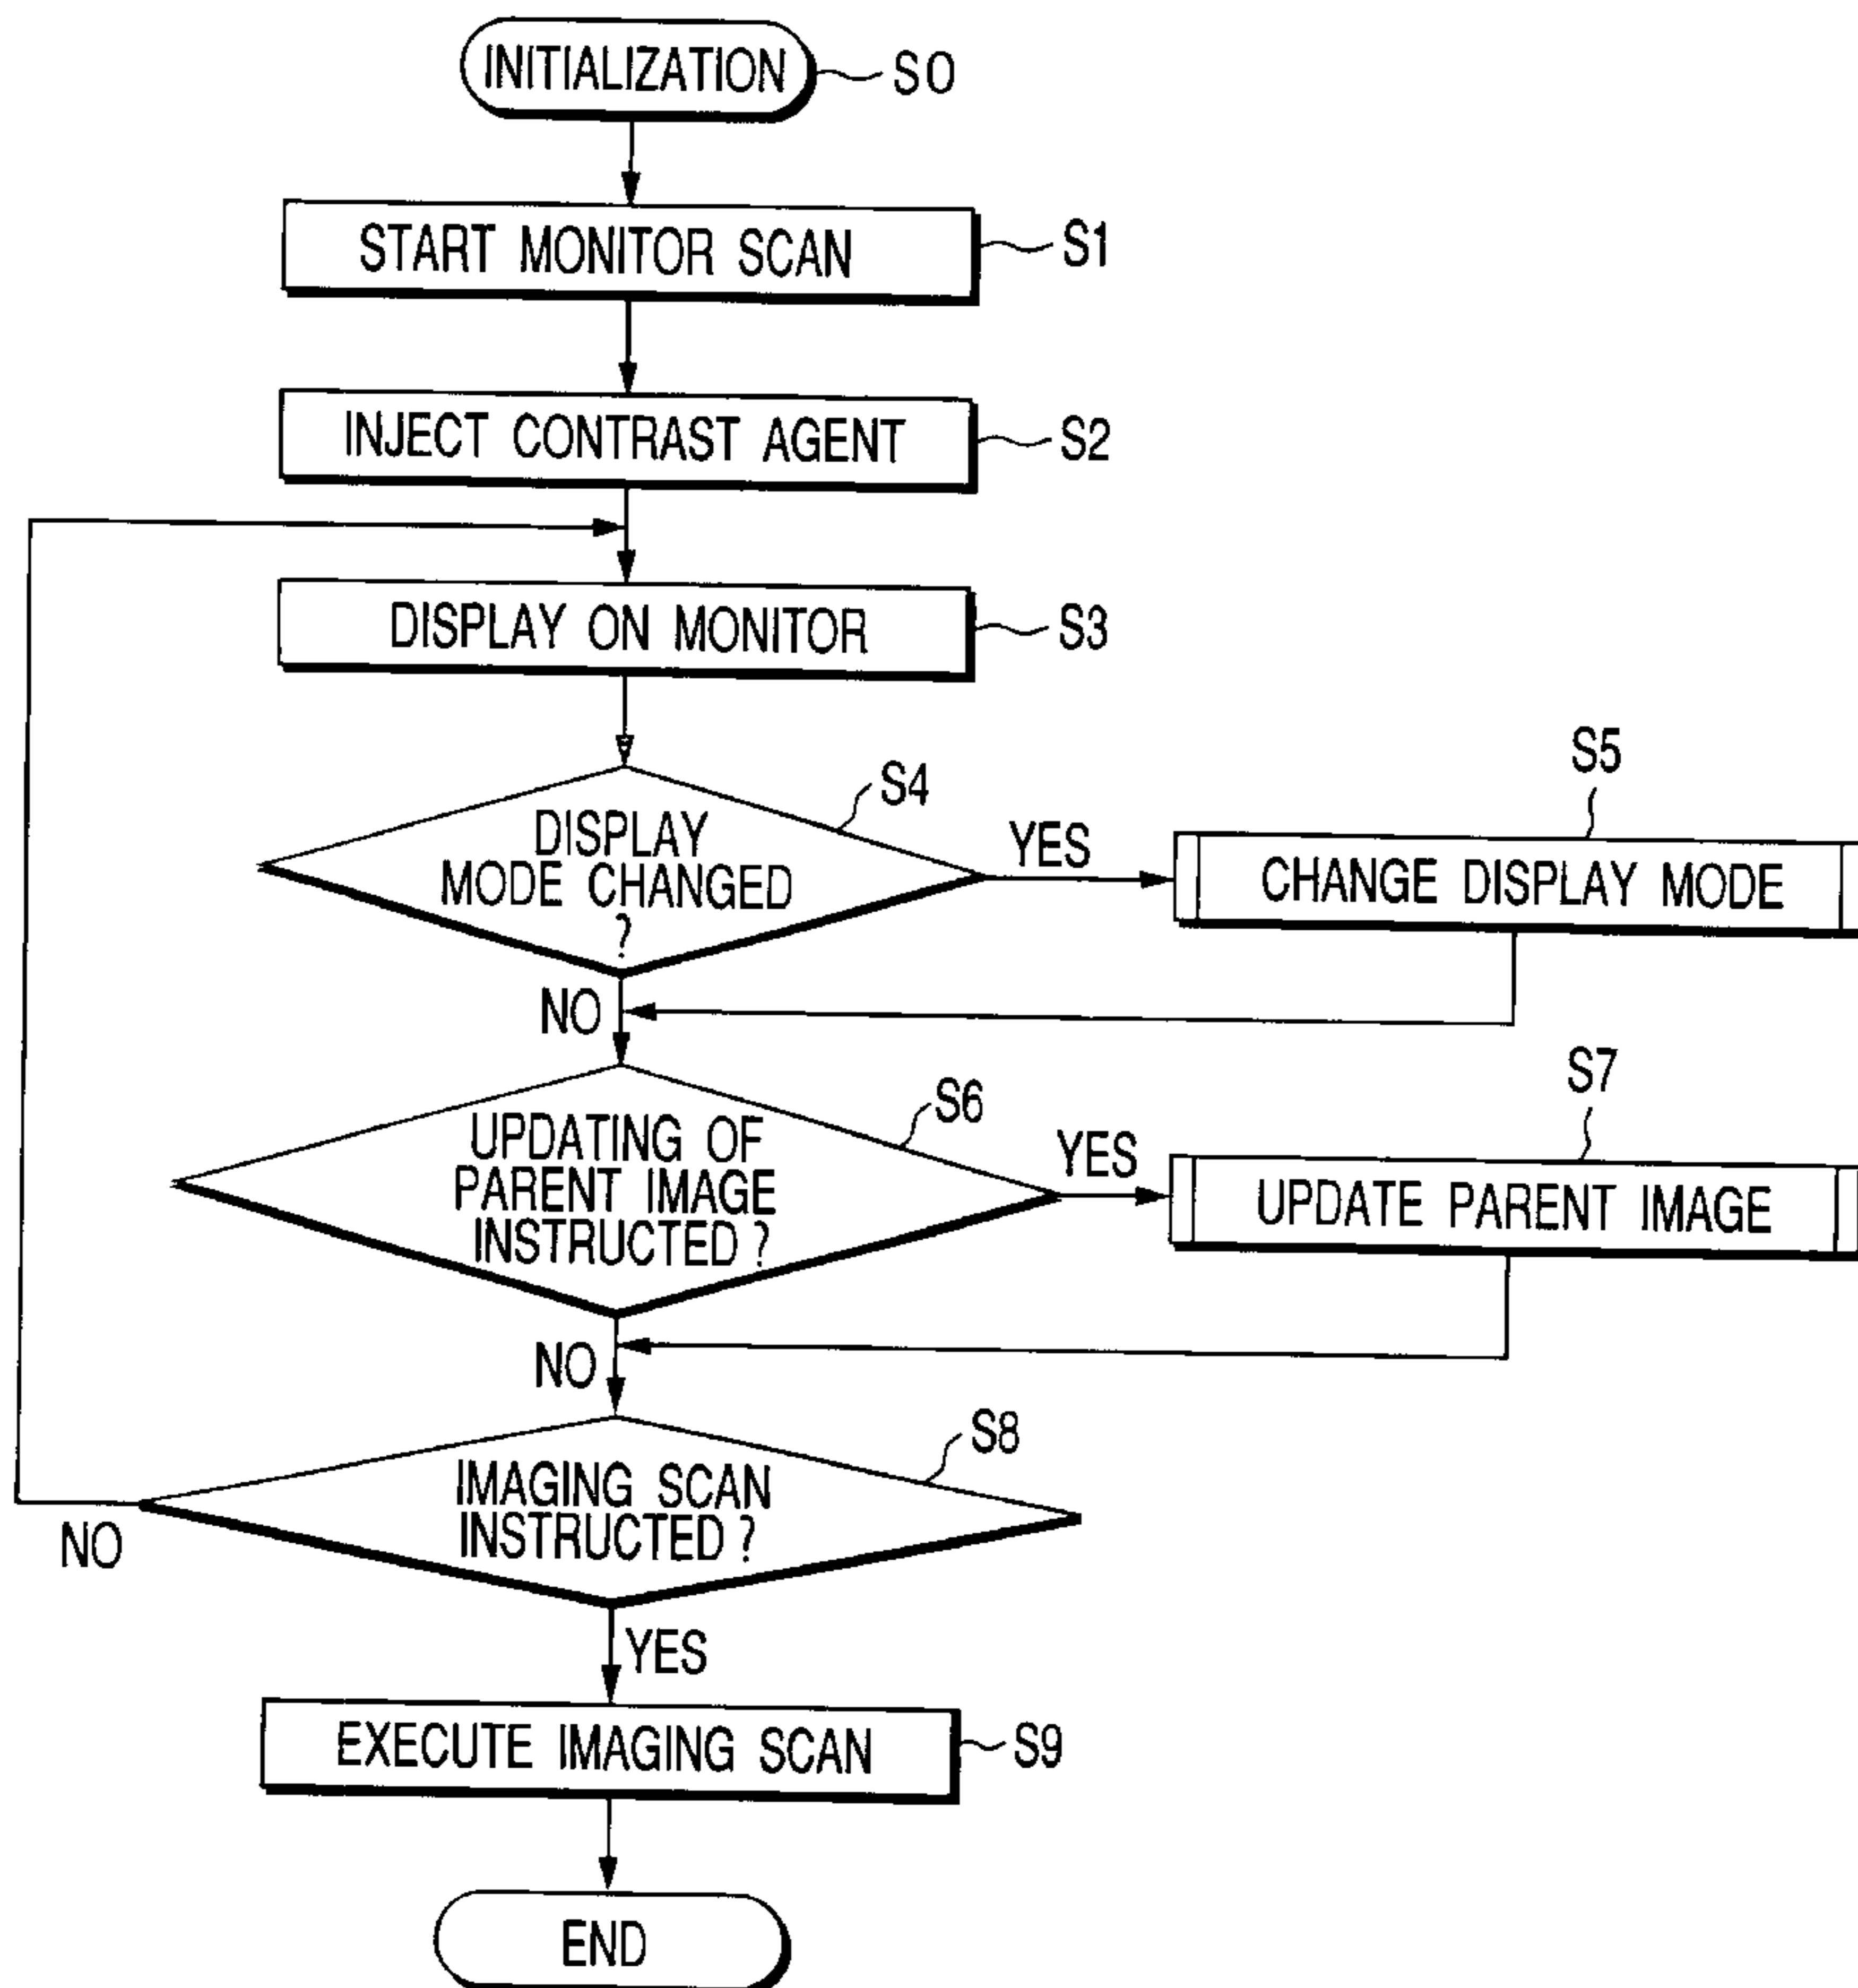 INITIALIZATION
S0
START MONITOR SCAN
S1
INJECT CONTRAST AGENT
S2
DISPLAY ON MONITOR
S3
S4
DISPLAY
MODE CHANGED
?
YES
S5
CHANGE DISPLAY MODE
NO
S6
UPDATING OF
PARENT IMAGE
INSTRUCTED ?
YES
S7
UPDATE PARENT IMAGE
NO
S8
IMAGING SCAN
INSTRUCTED ?
NO
YES
EXECUTE IMAGING SCAN
S9
END